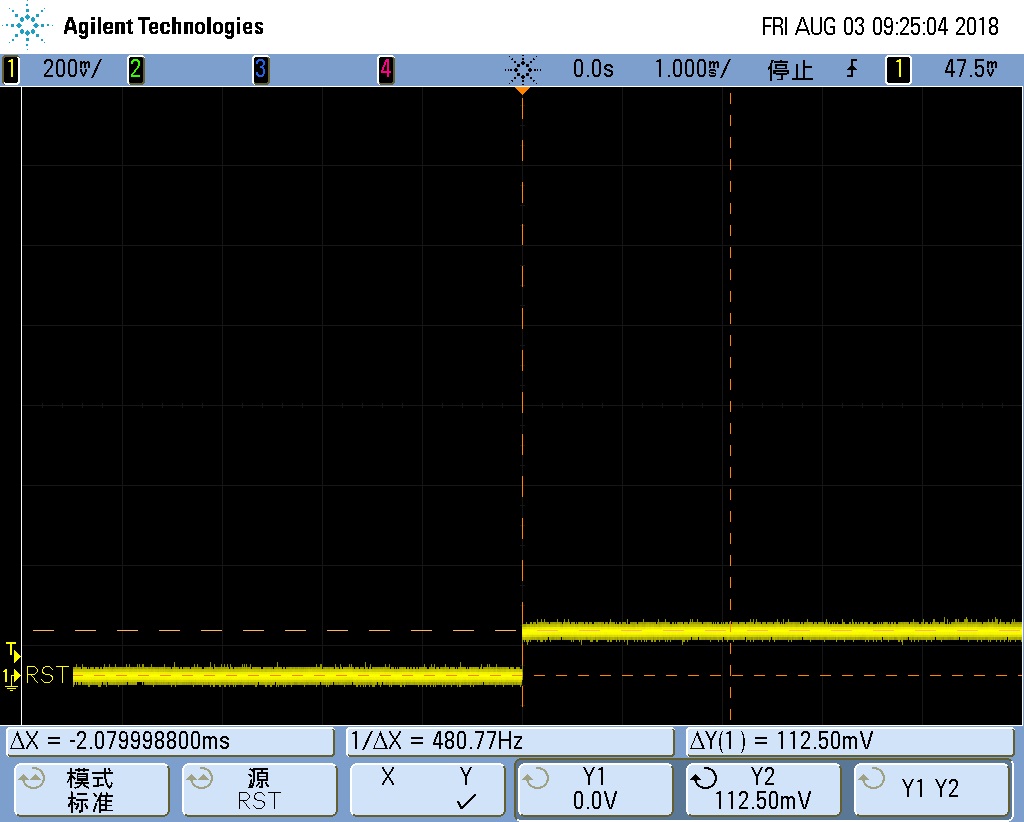 Agilent Technologies
FRI AUG 03 09:25:04 2018
1 200mV/ 2 3 4 0.0s 1.000ms/ 停止 1 47.5mV
T
1 RST
ΔX = -2.079998800ms 1/ΔX = 480.77Hz ΔY(1) = 112.50mV
模式 源 X Y Y1 Y2 Y1 Y2
标准 RST ✓ 0.0V 112.50mV